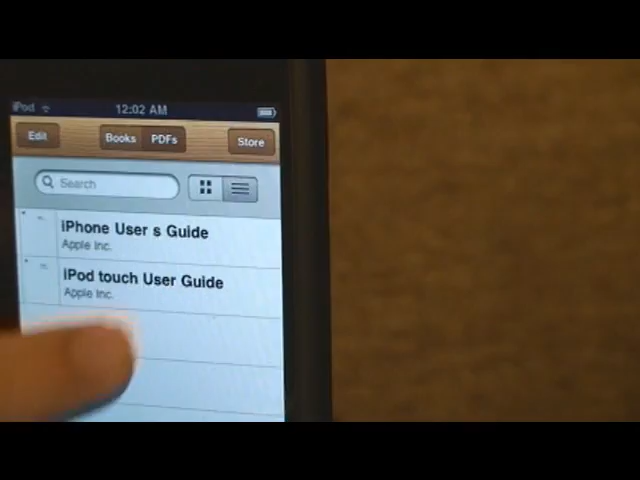 iPod 12:02 AM
Edit Books PDFs Store
Search
iPhone User s Guide
Apple Inc.
iPod touch User Guide
Apple Inc.